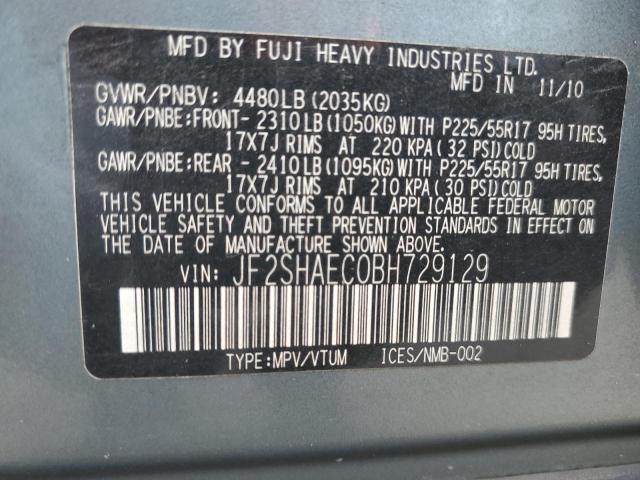 MFD BY FUJI HEAVY INDUSTRIES LTD.
MFD IN 11/10
GVWR/PNBV: 4480LB(2035KG)
GAWR/PNBE:FRONT- 2310LB(1050KG)WITH P225/55R17 95H TIRES,
17X7J RIMS AT 220 KPA( 32 PSI)COLD
GAWR/PNBE:REAR - 2410LB(1095KG)WITH P225/55R17 95H TIRES,
17X7J RIMS AT 210 KPA( 30 PSI)COLD
THIS VEHICLE CONFORMS TO ALL APPLICABLE FEDERAL MOTOR
VEHICLE SAFETY AND THEFT PREVENTION STANDARDS IN EFFECT ON
THE DATE OF MANUFACTURE SHOWN ABOVE.
VIN: JF2SHAEC0BH729129
TYPE:MPV/VTUM ICES/NMB-002